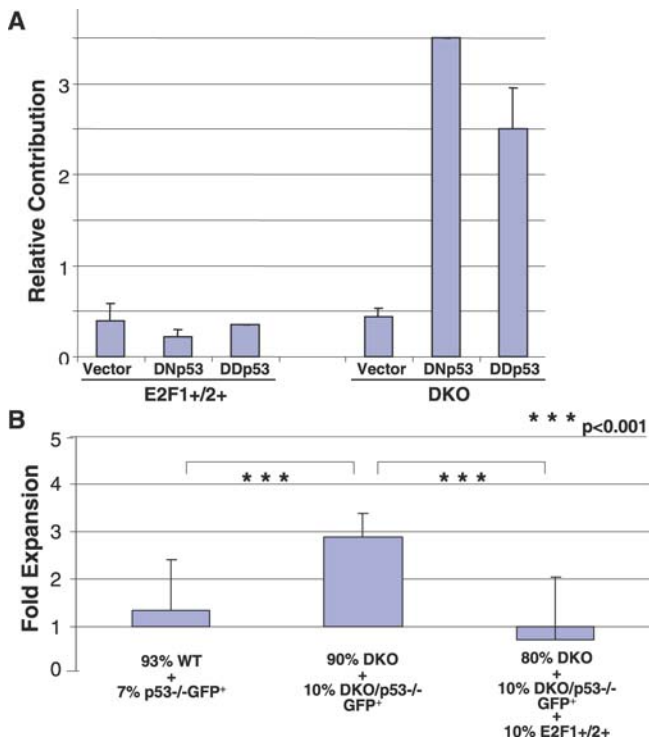 A
Relative Contribution
3
2
1
0
Vector DNp53 DDp53 Vector DNp53 DDp53
E2F1+/2+ DKO
B
*** p<0.001
Fold Expansion
5
4
3
2
1
0
*** ***
93% WT
+
7% p53-/-GFP⁺
90% DKO
+
10% DKO/p53-/-
GFP⁺
80% DKO
+
10% DKO/p53-/-
GFP⁺
+
10% E2F1+/2+